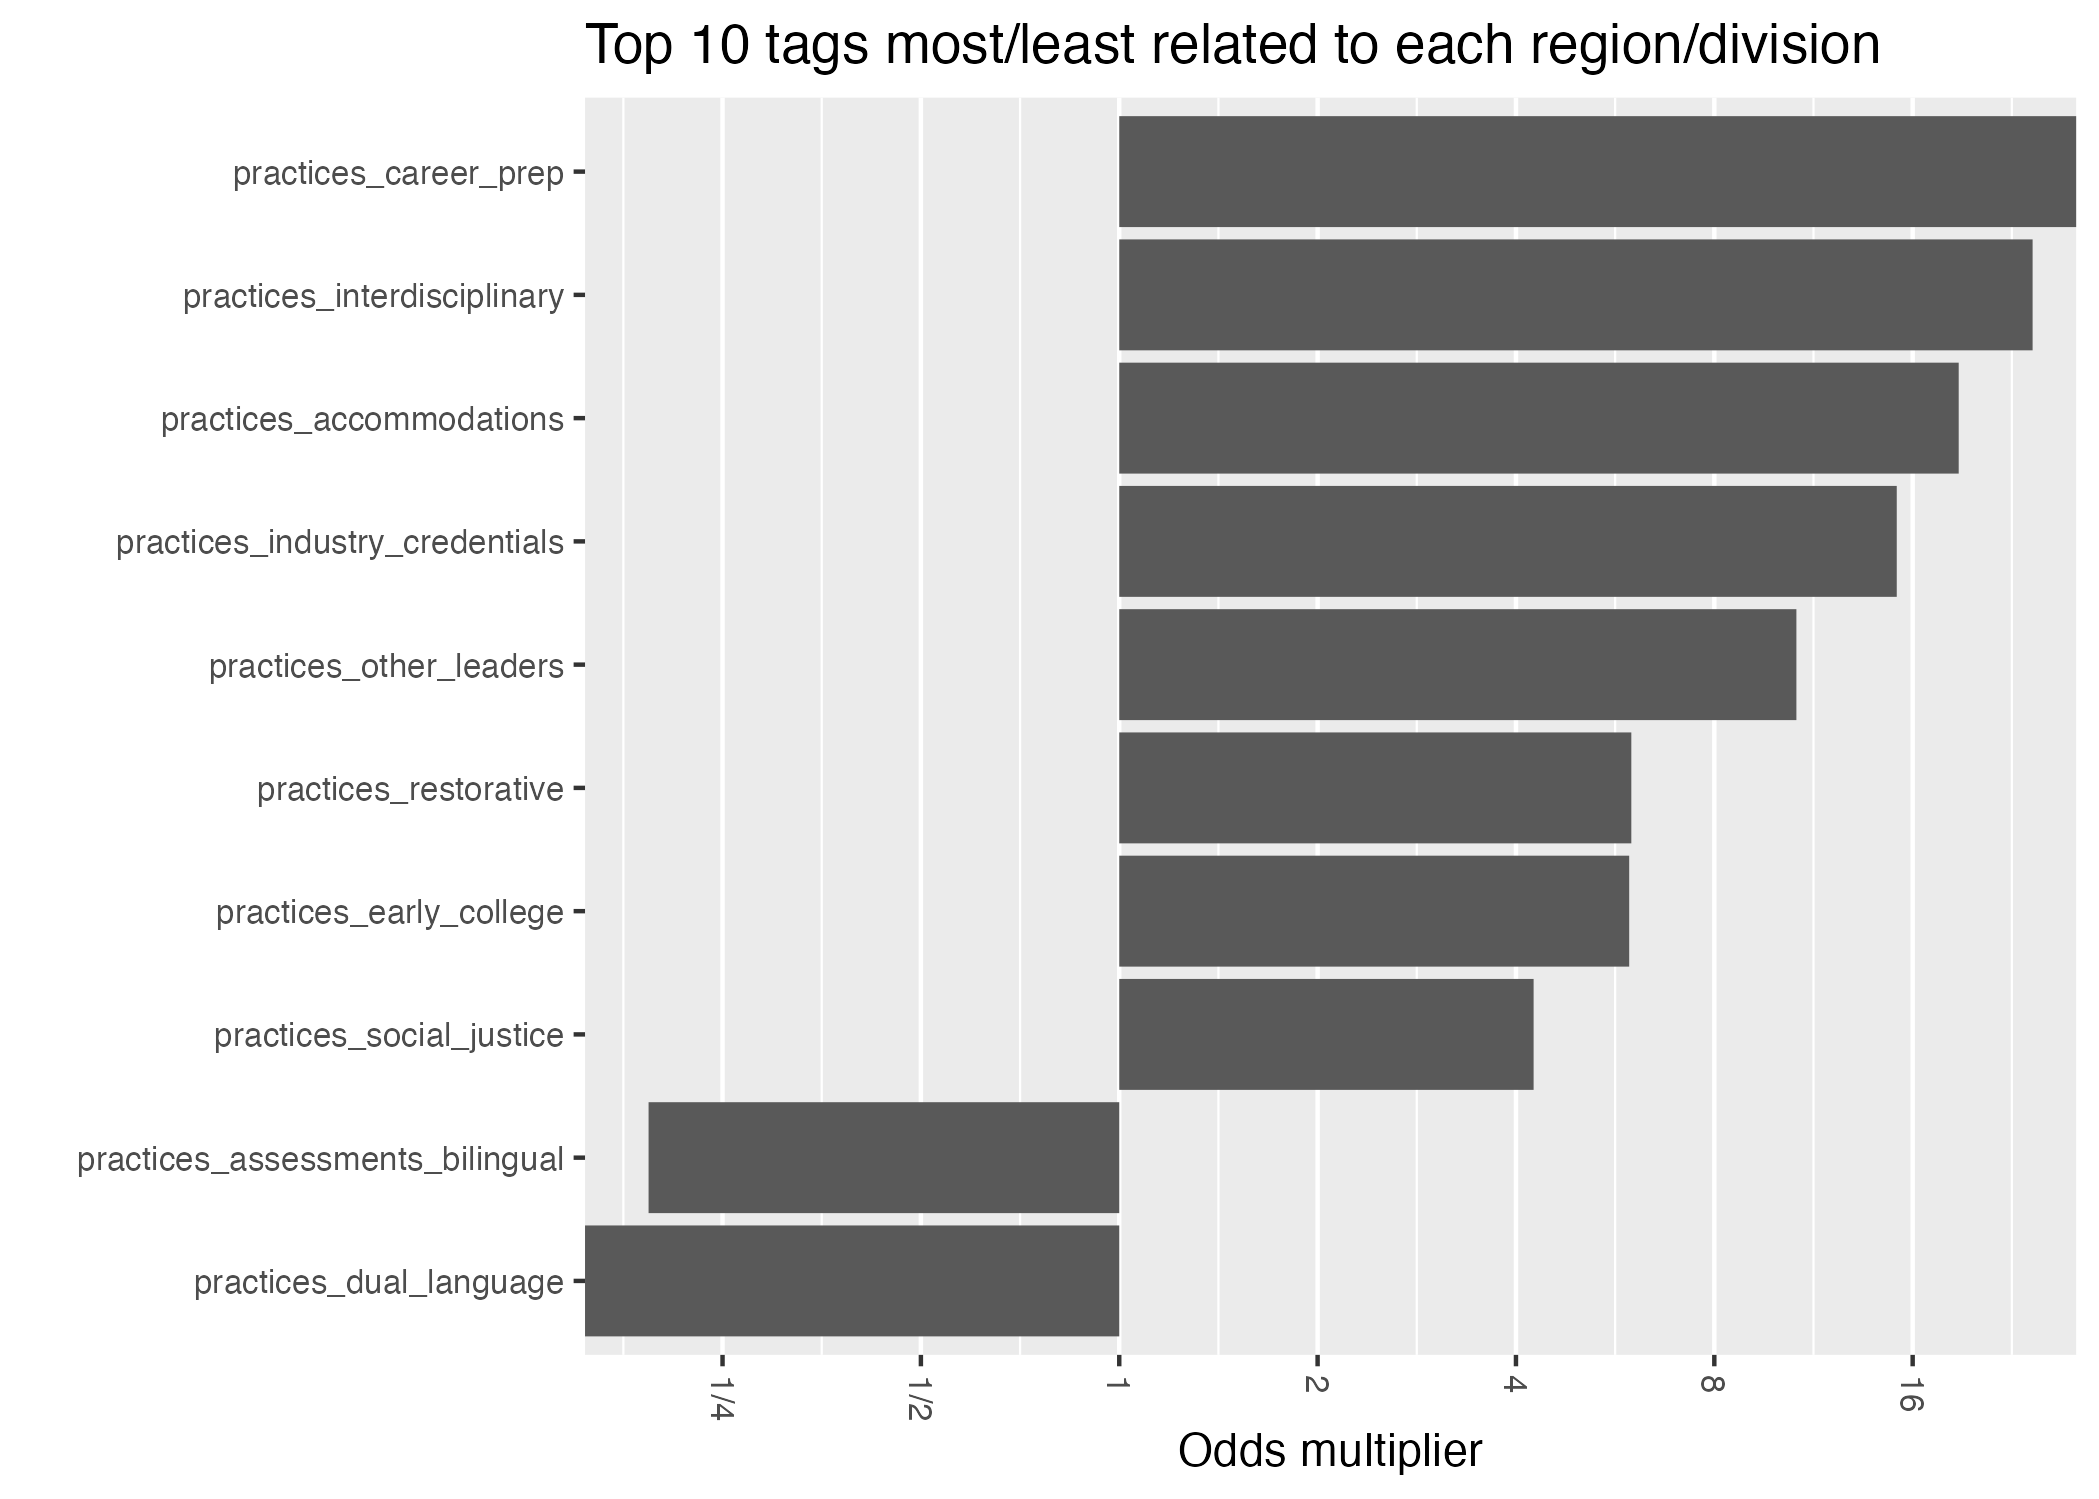 Top 10 tags most/least related to each region/division
practices_career_prep
practices_interdisciplinary
practices_accommodations
practices_industry_credentials
practices_other_leaders
practices_restorative
practices_early_college
practices_social_justice
practices_assessments_bilingual
practices_dual_language
1/4
1/2
1
2
4
8
16
Odds multiplier